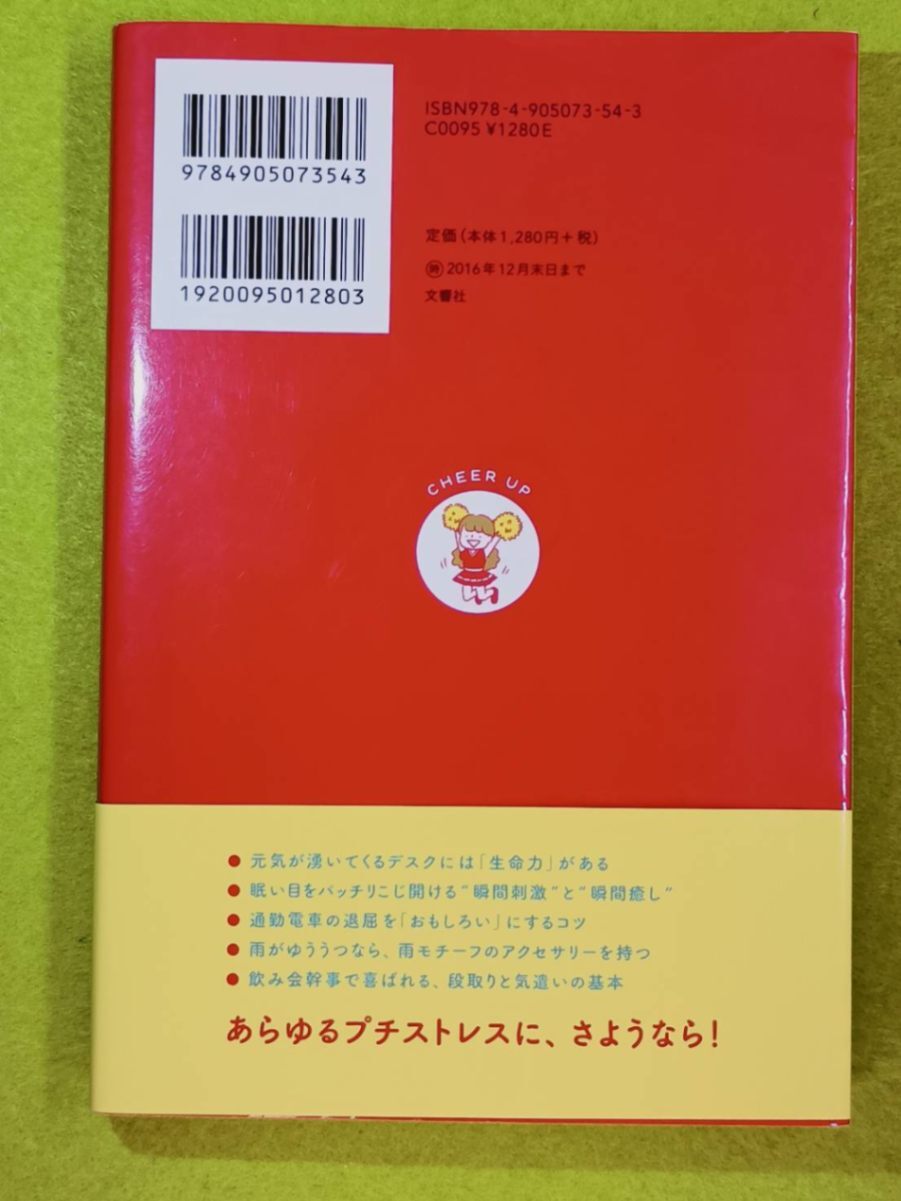 9784905073543
1920095012803
ISBN978-4-905073-54-3
C0095 ¥1280E
定価(本体1,280円+税)
㊕2016年12月末日まで
文響社
CHEER UP
● 元気が湧いてくるデスクには「生命力」がある
● 眠い目をパッチリこじ開ける“瞬間刺激”と“瞬間癒し”
● 通勤電車の退屈を「おもしろい」にするコツ
● 雨がゆううつなら、雨モチーフのアクセサリーを持つ
● 飲み会幹事で喜ばれる、段取りと気遣いの基本
あらゆるプチストレスに、さようなら!